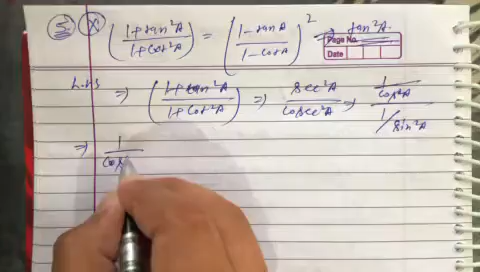 5 (x) (1+tan²A / 1+cot²A) = (1-tanA / 1-cotA)² ⇒ tan²A.
Page No.
Date
L.H.S ⇒ (1+tan²A / 1+cot²A) ⇒ sec²A / cosec²A ⇒ 1/cos²A / 1/sin²A
⇒ 1 / cos